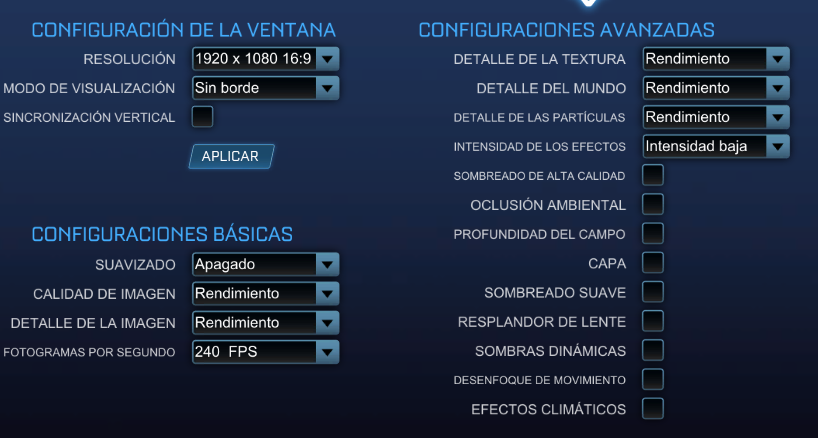 CONFIGURACIÓN DE LA VENTANA
RESOLUCIÓN 1920 x 1080 16:9
MODO DE VISUALIZACIÓN Sin borde
SINCRONIZACIÓN VERTICAL
APLICAR
CONFIGURACIONES BÁSICAS
SUAVIZADO Apagado
CALIDAD DE IMAGEN Rendimiento
DETALLE DE LA IMAGEN Rendimiento
FOTOGRAMAS POR SEGUNDO 240 FPS
CONFIGURACIONES AVANZADAS
DETALLE DE LA TEXTURA Rendimiento
DETALLE DEL MUNDO Rendimiento
DETALLE DE LAS PARTÍCULAS Rendimiento
INTENSIDAD DE LOS EFECTOS Intensidad baja
SOMBREADO DE ALTA CALIDAD
OCLUSIÓN AMBIENTAL
PROFUNDIDAD DEL CAMPO
CAPA
SOMBREADO SUAVE
RESPLANDOR DE LENTE
SOMBRAS DINÁMICAS
DESENFOQUE DE MOVIMIENTO
EFECTOS CLIMÁTICOS